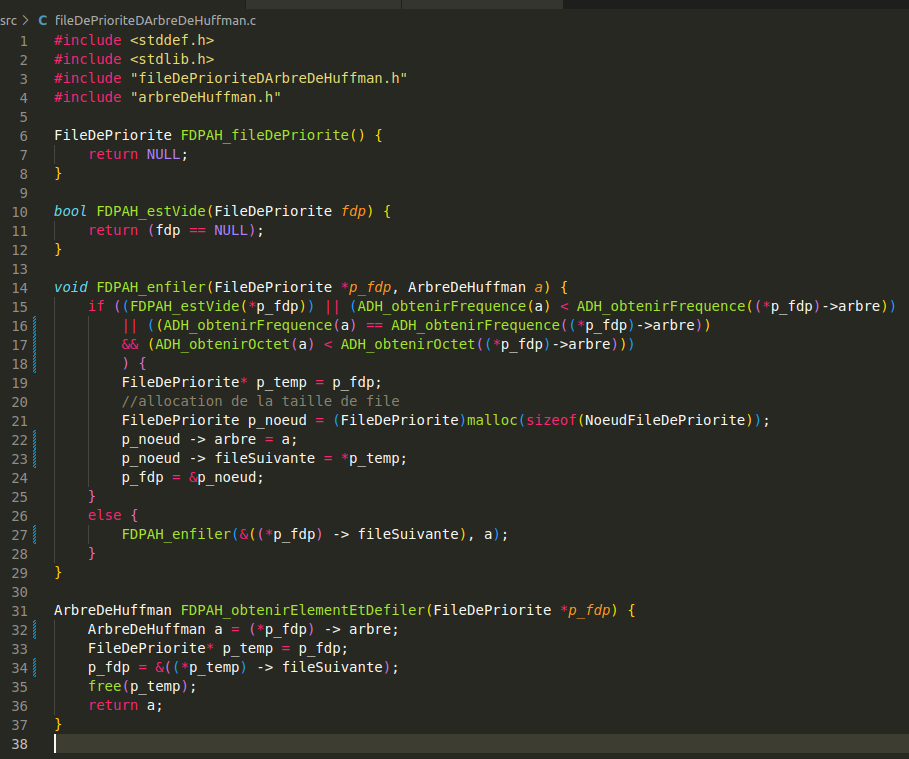 src > C fileDePrioriteDArbreDeHuffman.c
1 #include <stddef.h>
2 #include <stdlib.h>
3 #include "fileDePrioriteDArbreDeHuffman.h"
4 #include "arbreDeHuffman.h"
5
6 FileDePriorite FDPAH_fileDePriorite() {
7     return NULL;
8 }
9
10 bool FDPAH_estVide(FileDePriorite fdp) {
11     return (fdp == NULL);
12 }
13
14 void FDPAH_enfiler(FileDePriorite *p_fdp, ArbreDeHuffman a) {
15     if ((FDPAH_estVide(*p_fdp)) || (ADH_obtenirFrequence(a) < ADH_obtenirFrequence((*p_fdp)->arbre))
16         || ((ADH_obtenirFrequence(a) == ADH_obtenirFrequence((*p_fdp)->arbre))
17         && (ADH_obtenirOctet(a) < ADH_obtenirOctet((*p_fdp)->arbre)))
18         ) {
19         FileDePriorite* p_temp = p_fdp;
20         //allocation de la taille de file
21         FileDePriorite p_noeud = (FileDePriorite)malloc(sizeof(NoeudFileDePriorite));
22         p_noeud -> arbre = a;
23         p_noeud -> fileSuivante = *p_temp;
24         p_fdp = &p_noeud;
25     }
26     else {
27         FDPAH_enfiler(&((*p_fdp) -> fileSuivante), a);
28     }
29 }
30
31 ArbreDeHuffman FDPAH_obtenirElementEtDefiler(FileDePriorite *p_fdp) {
32     ArbreDeHuffman a = (*p_fdp) -> arbre;
33     FileDePriorite* p_temp = p_fdp;
34     p_fdp = &((*p_temp) -> fileSuivante);
35     free(p_temp);
36     return a;
37 }
38